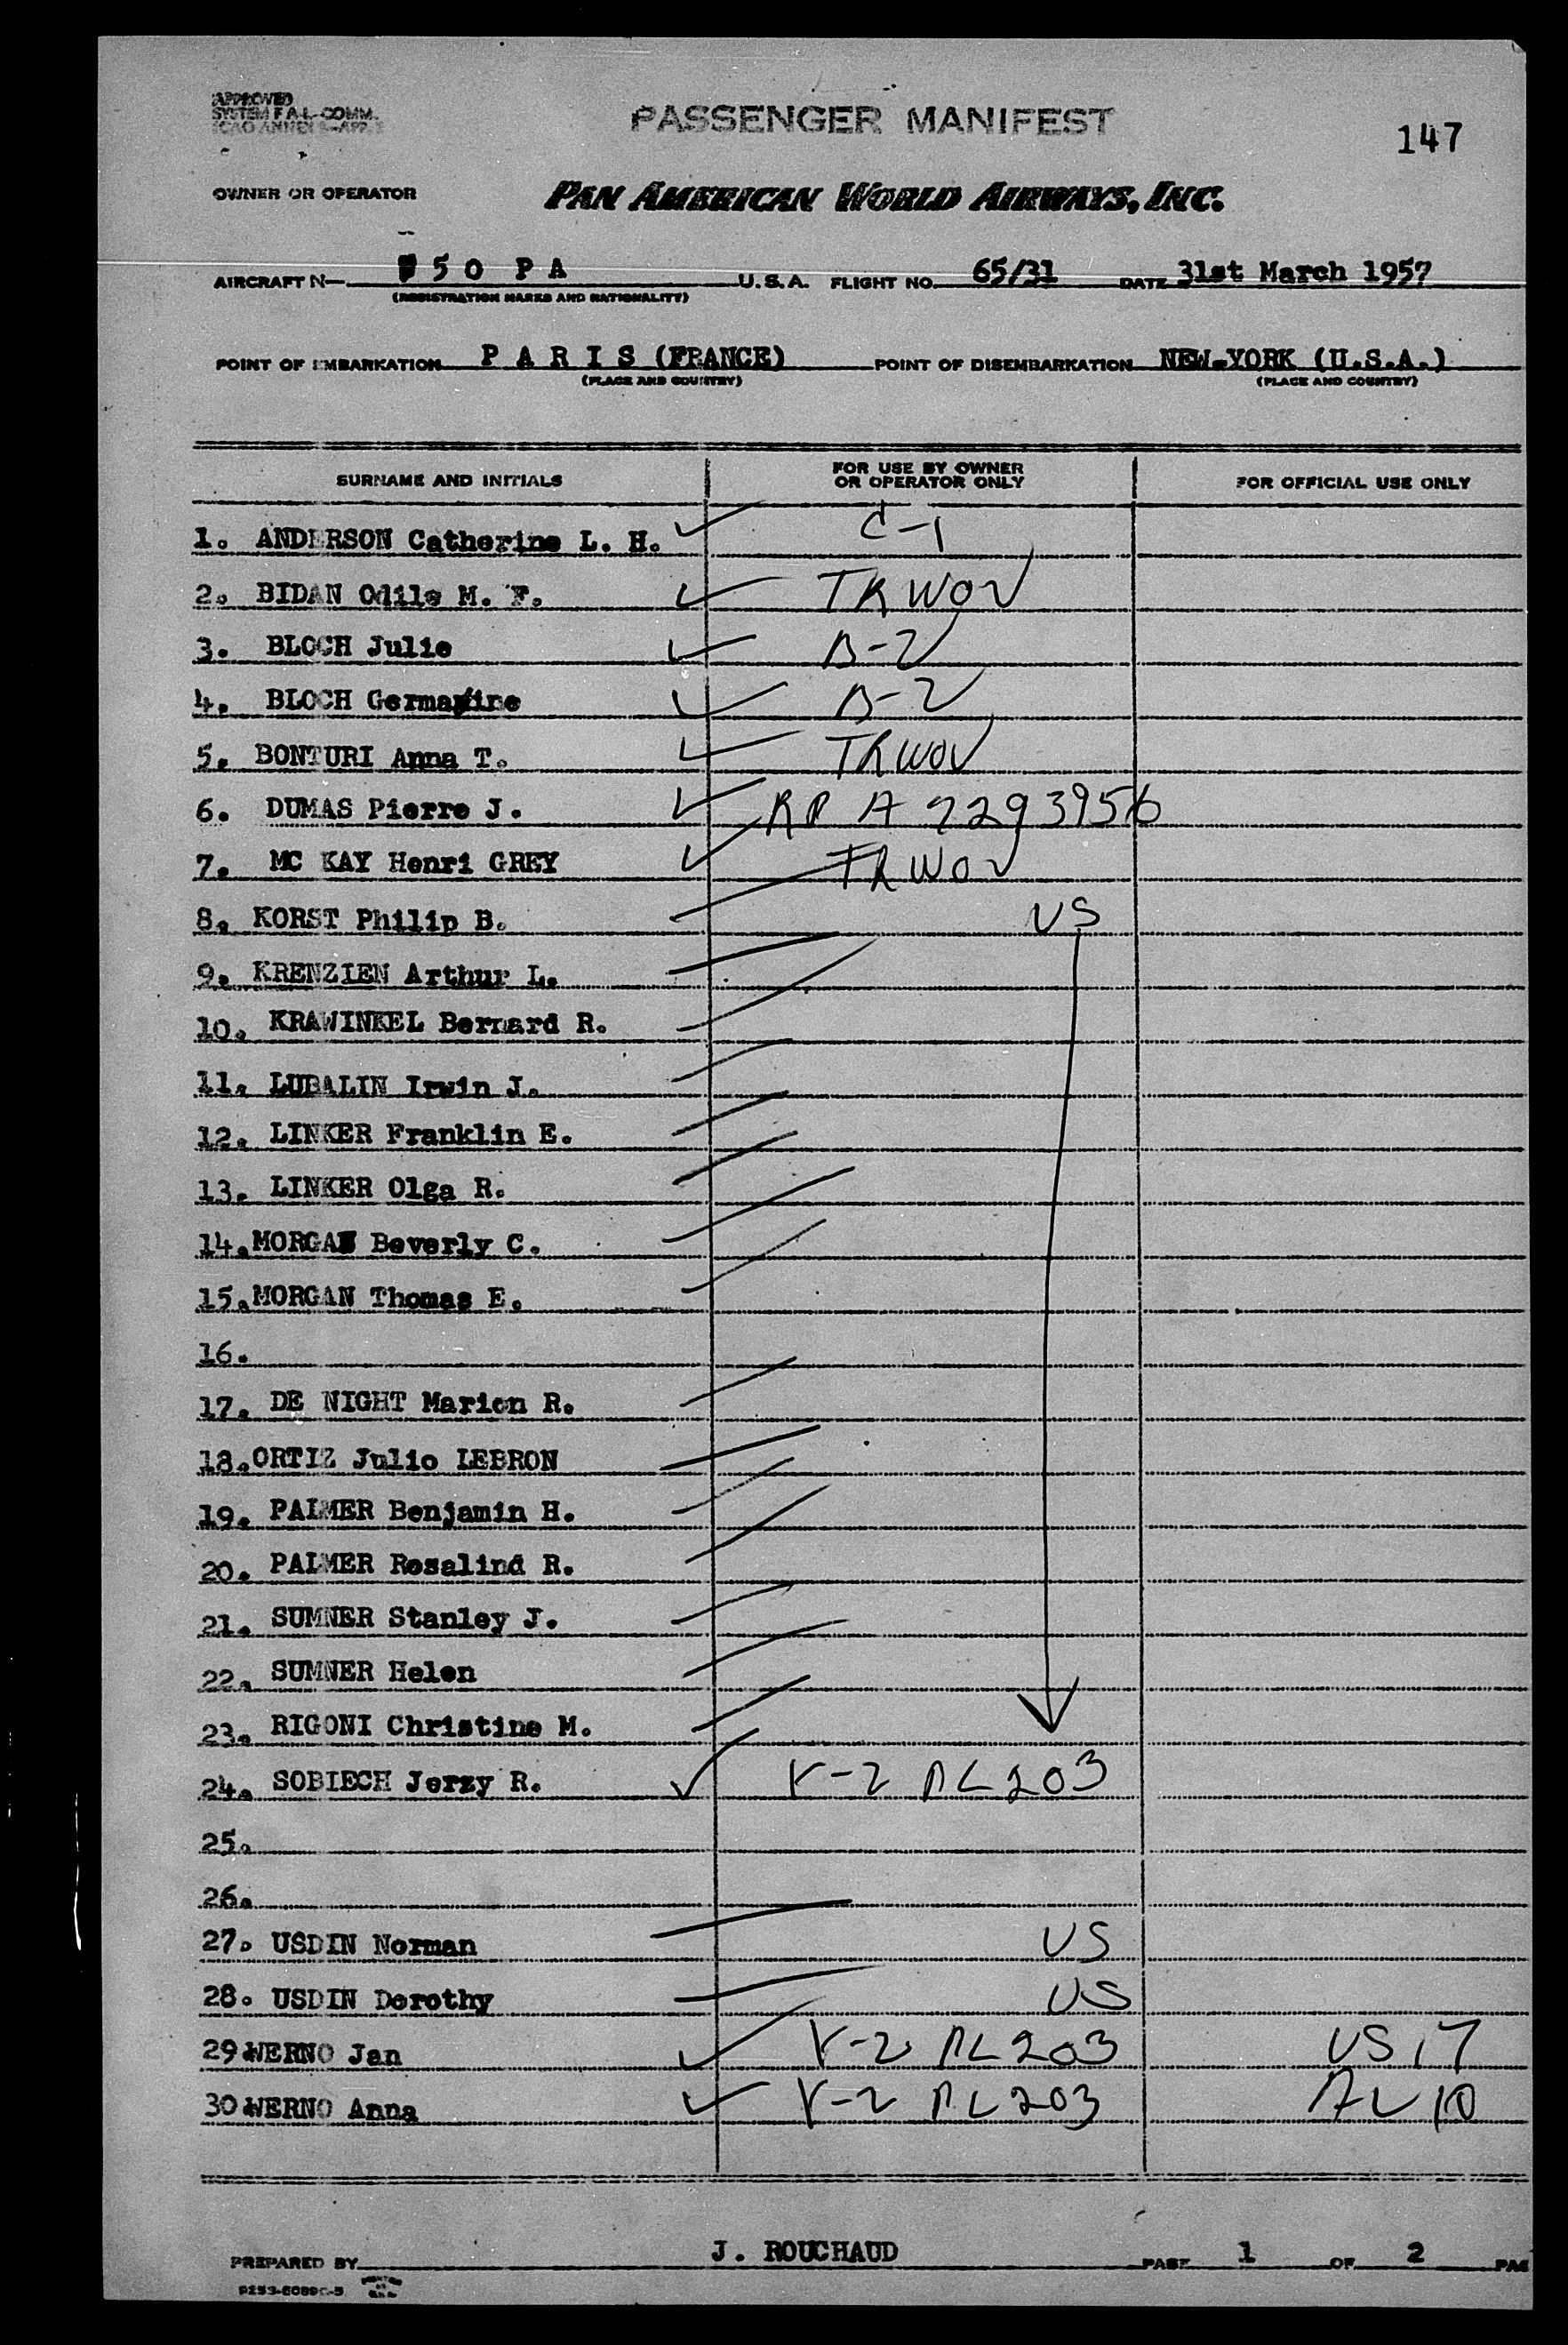 APPROVED
SYSTEM F A L-COMM.
ICAO ANNEX 9-APP. 3
PASSENGER MANIFEST
147
OWNER OR OPERATOR PAN AMERICAN WORLD AIRWAYS, INC.
AIRCRAFT N— 50 PA U.S.A. FLIGHT NO. 65/31 DATE 31st March 1957
(REGISTRATION MARKS AND NATIONALITY)
POINT OF EMBARKATION P A R I S (FRANCE) POINT OF DISEMBARKATION NEW-YORK (U.S.A.)
(PLACE AND COUNTRY) (PLACE AND COUNTRY)
SURNAME AND INITIALS FOR USE BY OWNER OR OPERATOR ONLY FOR OFFICIAL USE ONLY
1. ANDERSON Catherine L. H. C-1
2. BIDAN Odile M. F. TRWOV
3. BLOCH Julie B-2
4. BLOCH Germaine B-2
5. BONTURI Anna T. TRWOV
6. DUMAS Pierre J. RP A 7293956
7. MC KAY Henri GREY TRWOV
8. KORST Philip B. US
9. KRENZIEN Arthur L.
10. KRAWINKEL Bernard R.
11. LUBALIN Irwin J.
12. LINKER Franklin E.
13. LINKER Olga R.
14. MORGAN Beverly C.
15. MORGAN Thomas E.
16.
17. DE NIGHT Marion R.
18. ORTIZ Julio LEBRON
19. PALMER Benjamin H.
20. PALMER Rosalind R.
21. SUMNER Stanley J.
22. SUMNER Helen
23. RIGONI Christine M.
24. SOBIECH Jerzy R. V-2 PL203
25.
26.
27. USDIN Norman US
28. USDIN Dorothy US
29 WERNO Jan V-2 PL203 US 17
30 WERNO Anna V-2 PL203 AL 10
PREPARED BY J. ROUCHAUD PAGE 1 OF 2 PAG